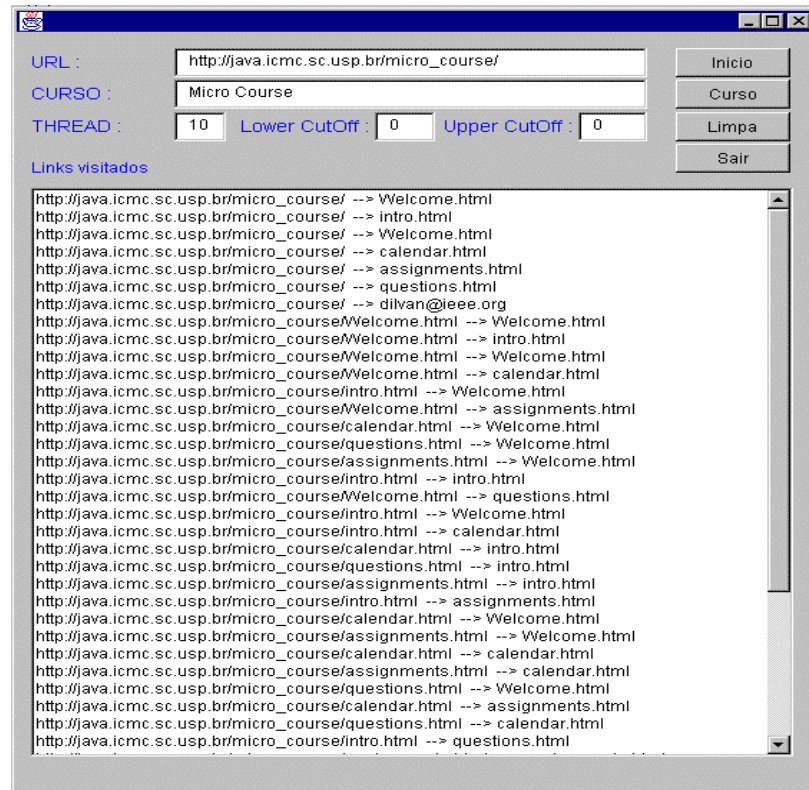 URL : http://java.icmc.sc.usp.br/micro_course/ Inicio
CURSO : Micro Course Curso
THREAD : 10 Lower CutOff : 0 Upper CutOff : 0 Limpa
Sair
Links visitados
http://java.icmc.sc.usp.br/micro_course/ --> Welcome.html
http://java.icmc.sc.usp.br/micro_course/ --> intro.html
http://java.icmc.sc.usp.br/micro_course/ --> Welcome.html
http://java.icmc.sc.usp.br/micro_course/ --> calendar.html
http://java.icmc.sc.usp.br/micro_course/ --> assignments.html
http://java.icmc.sc.usp.br/micro_course/ --> questions.html
http://java.icmc.sc.usp.br/micro_course/ --> dilvan@ieee.org
http://java.icmc.sc.usp.br/micro_course/Welcome.html --> Welcome.html
http://java.icmc.sc.usp.br/micro_course/Welcome.html --> intro.html
http://java.icmc.sc.usp.br/micro_course/Welcome.html --> Welcome.html
http://java.icmc.sc.usp.br/micro_course/Welcome.html --> calendar.html
http://java.icmc.sc.usp.br/micro_course/intro.html --> Welcome.html
http://java.icmc.sc.usp.br/micro_course/Welcome.html --> assignments.html
http://java.icmc.sc.usp.br/micro_course/calendar.html --> Welcome.html
http://java.icmc.sc.usp.br/micro_course/questions.html --> Welcome.html
http://java.icmc.sc.usp.br/micro_course/assignments.html --> Welcome.html
http://java.icmc.sc.usp.br/micro_course/intro.html --> intro.html
http://java.icmc.sc.usp.br/micro_course/Welcome.html --> questions.html
http://java.icmc.sc.usp.br/micro_course/intro.html --> Welcome.html
http://java.icmc.sc.usp.br/micro_course/intro.html --> calendar.html
http://java.icmc.sc.usp.br/micro_course/calendar.html --> intro.html
http://java.icmc.sc.usp.br/micro_course/questions.html --> intro.html
http://java.icmc.sc.usp.br/micro_course/assignments.html --> intro.html
http://java.icmc.sc.usp.br/micro_course/intro.html --> assignments.html
http://java.icmc.sc.usp.br/micro_course/calendar.html --> Welcome.html
http://java.icmc.sc.usp.br/micro_course/assignments.html --> Welcome.html
http://java.icmc.sc.usp.br/micro_course/calendar.html --> calendar.html
http://java.icmc.sc.usp.br/micro_course/assignments.html --> calendar.html
http://java.icmc.sc.usp.br/micro_course/questions.html --> Welcome.html
http://java.icmc.sc.usp.br/micro_course/calendar.html --> assignments.html
http://java.icmc.sc.usp.br/micro_course/questions.html --> calendar.html
http://java.icmc.sc.usp.br/micro_course/intro.html --> questions.html